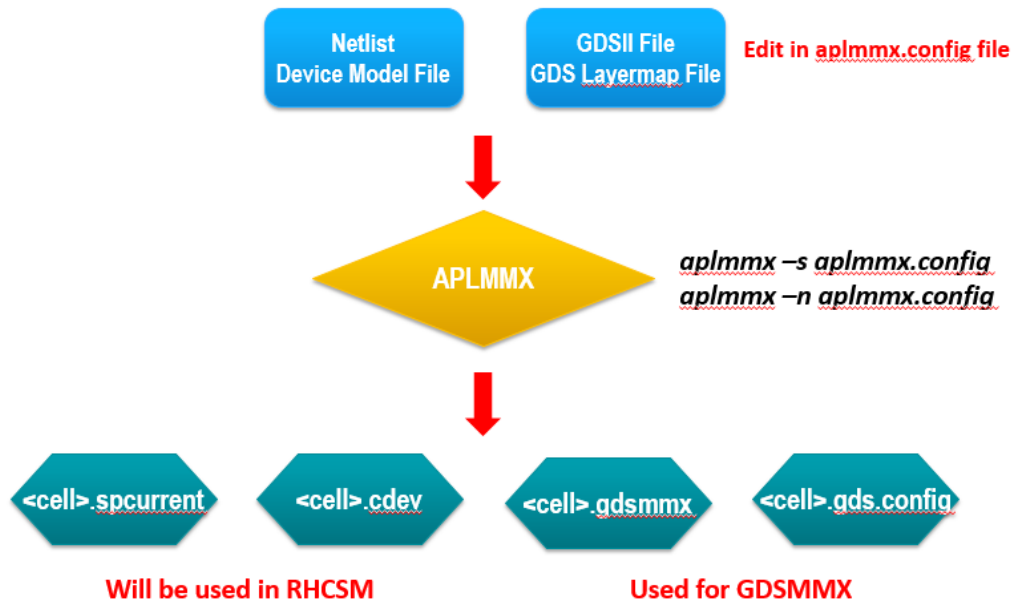 Netlist
Device Model File
GDSII File
GDS Layermap File
Edit in aplmmx.config file
APLMMX
aplmmx –s aplmmx.config
aplmmx –n aplmmx.config
<cell>.spcurrent
<cell>.cdev
<cell>.gdsmmx
<cell>.gds.config
Will be used in RHCSM
Used for GDSMMX